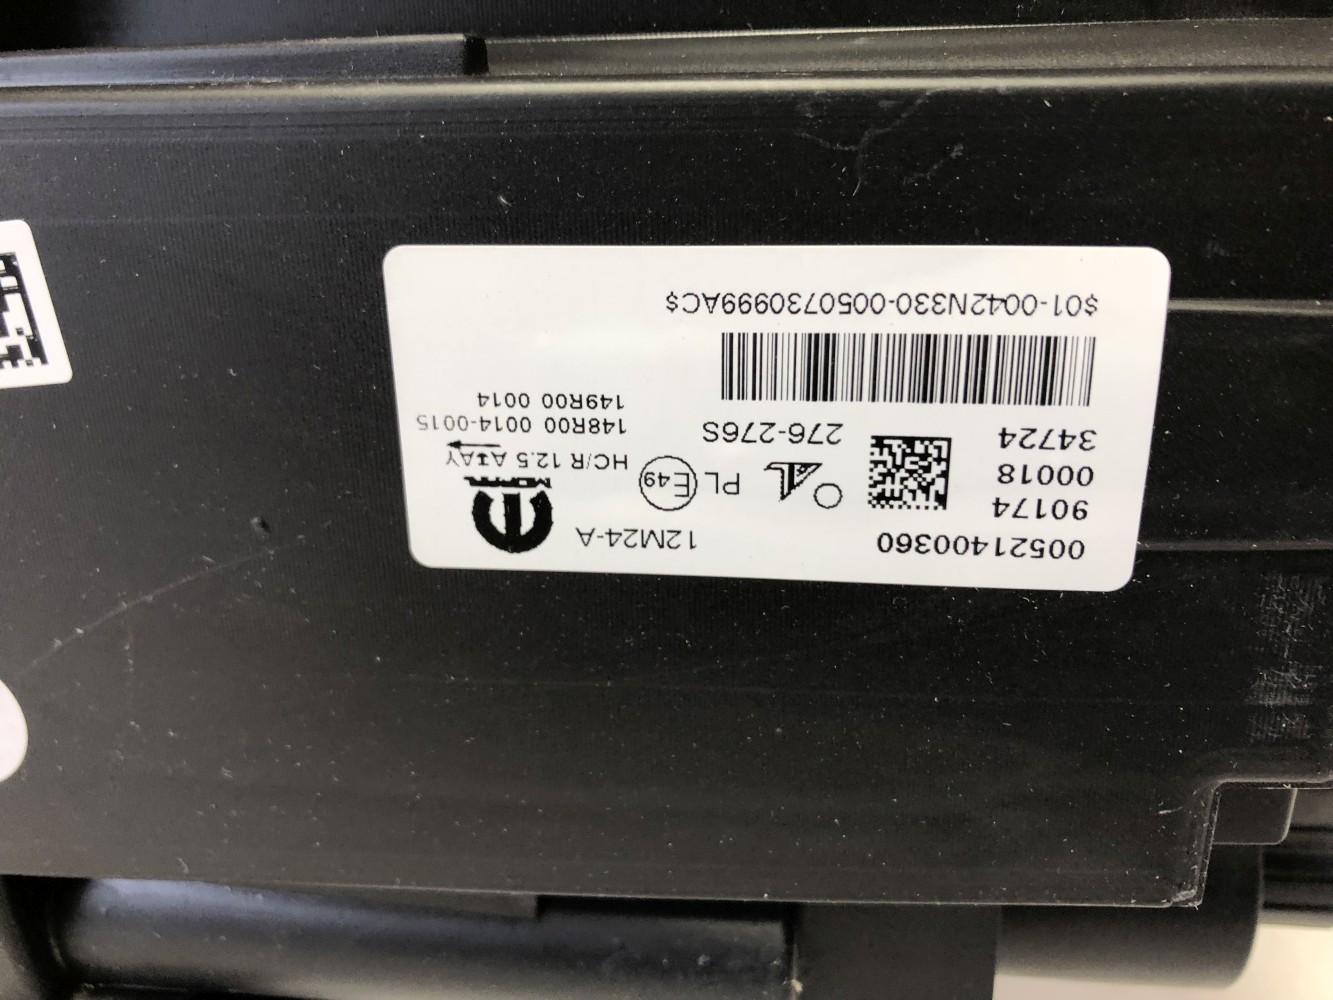 00521400360
12M24-A
MOPAR
90174
00018
34724
PL E49
HC/R 12.5 A
276-276S
148R00 0014-0015
149R00 0014
$01-0042N330-0050730999AC$